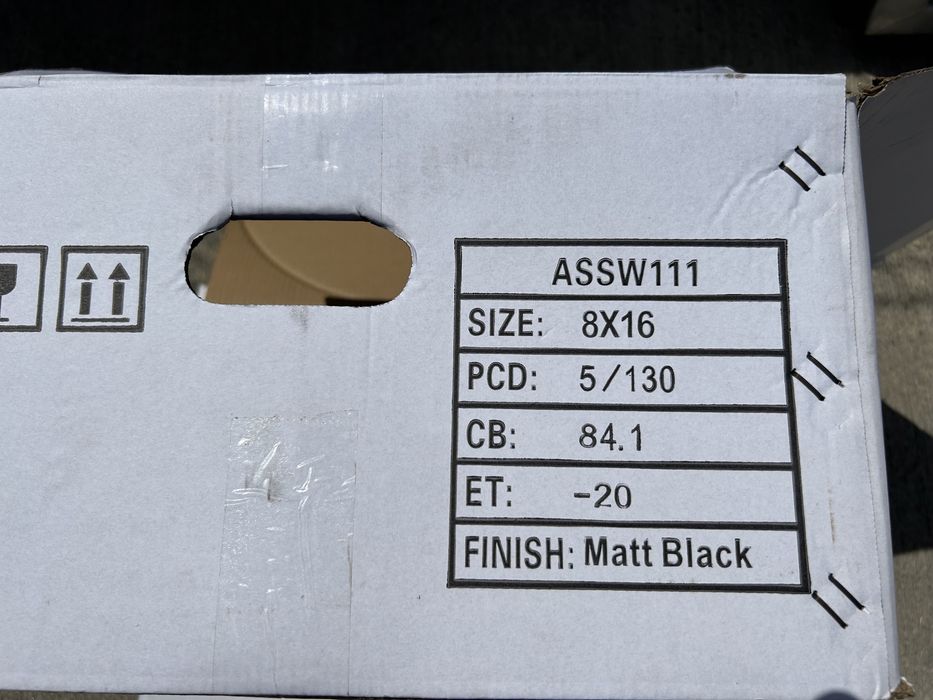 ASSW111
SIZE: 8X16
PCD: 5/130
CB: 84.1
ET: -20
FINISH: Matt Black